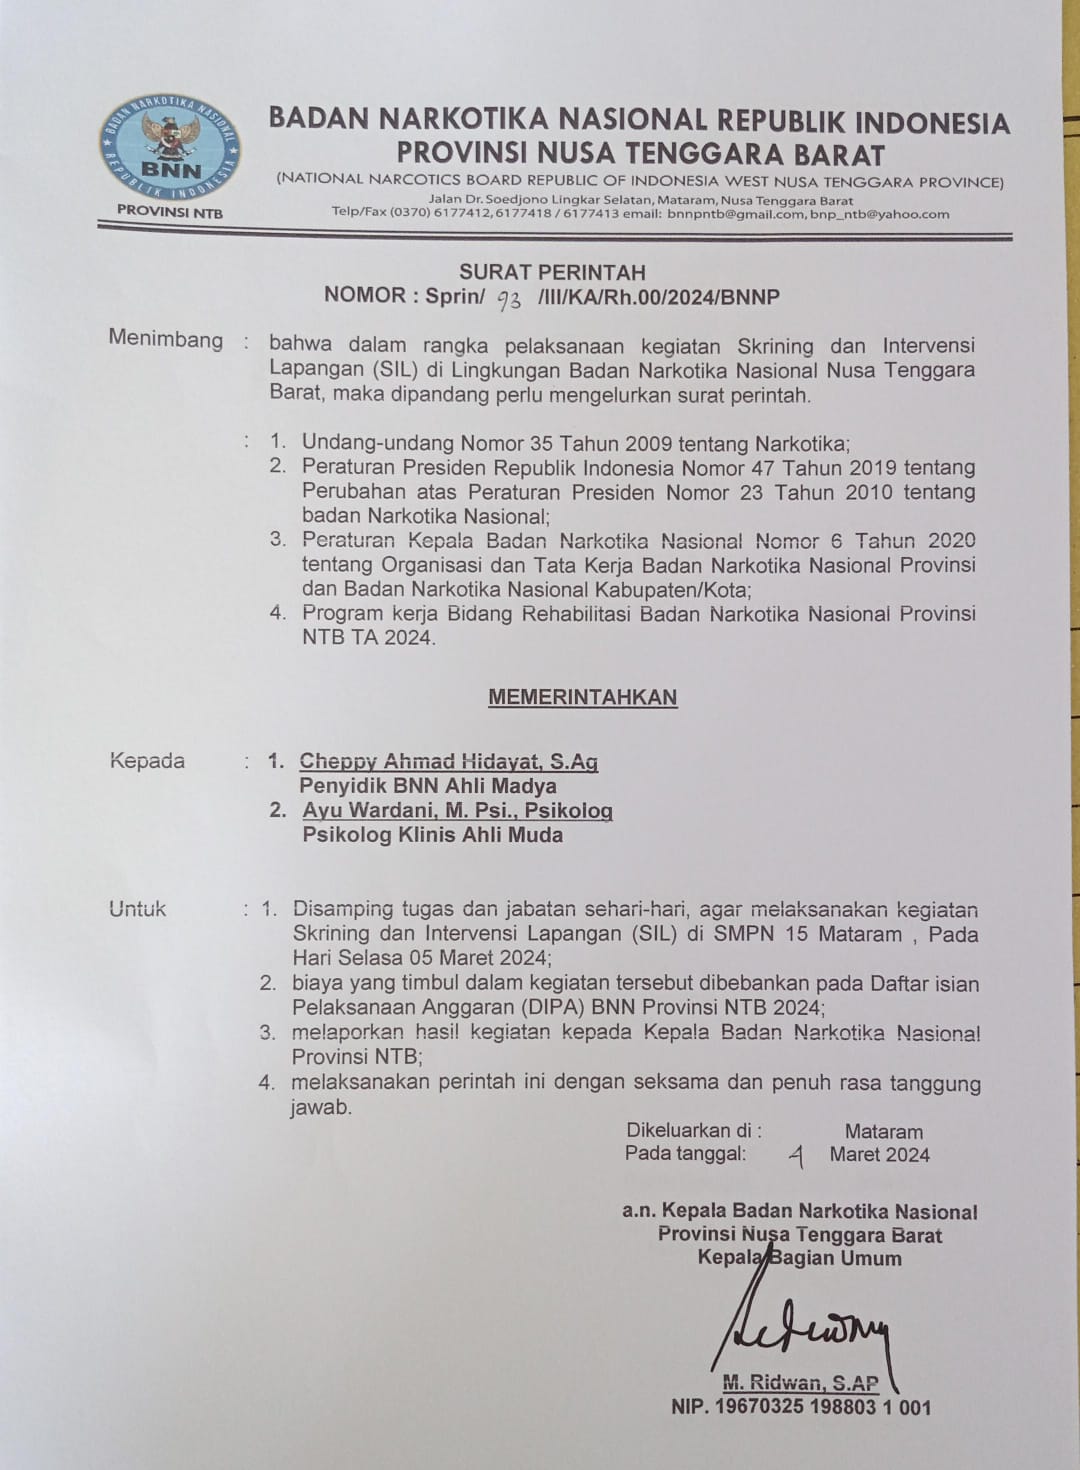 BADAN NARKOTIKA NASIONAL
REPUBLIK INDONESIA
BNN
PROVINSI NTB
BADAN NARKOTIKA NASIONAL REPUBLIK INDONESIA
PROVINSI NUSA TENGGARA BARAT
(NATIONAL NARCOTICS BOARD REPUBLIC OF INDONESIA WEST NUSA TENGGARA PROVINCE)
Jalan Dr. Soedjono Lingkar Selatan, Mataram, Nusa Tenggara Barat
Telp/Fax (0370) 6177412, 6177418 / 6177413 email: bnnpntb@gmail.com, bnp_ntb@yahoo.com
SURAT PERINTAH
NOMOR : Sprin/ 93 /III/KA/Rh.00/2024/BNNP
Menimbang : bahwa dalam rangka pelaksanaan kegiatan Skrining dan Intervensi
Lapangan (SIL) di Lingkungan Badan Narkotika Nasional Nusa Tenggara
Barat, maka dipandang perlu mengelurkan surat perintah.
: 1. Undang-undang Nomor 35 Tahun 2009 tentang Narkotika;
2. Peraturan Presiden Republik Indonesia Nomor 47 Tahun 2019 tentang
Perubahan atas Peraturan Presiden Nomor 23 Tahun 2010 tentang
badan Narkotika Nasional;
3. Peraturan Kepala Badan Narkotika Nasional Nomor 6 Tahun 2020
tentang Organisasi dan Tata Kerja Badan Narkotika Nasional Provinsi
dan Badan Narkotika Nasional Kabupaten/Kota;
4. Program kerja Bidang Rehabilitasi Badan Narkotika Nasional Provinsi
NTB TA 2024.
MEMERINTAHKAN
Kepada : 1. Cheppy Ahmad Hidayat, S.Ag
Penyidik BNN Ahli Madya
2. Ayu Wardani, M. Psi., Psikolog
Psikolog Klinis Ahli Muda
Untuk : 1. Disamping tugas dan jabatan sehari-hari, agar melaksanakan kegiatan
Skrining dan Intervensi Lapangan (SIL) di SMPN 15 Mataram , Pada
Hari Selasa 05 Maret 2024;
2. biaya yang timbul dalam kegiatan tersebut dibebankan pada Daftar isian
Pelaksanaan Anggaran (DIPA) BNN Provinsi NTB 2024;
3. melaporkan hasil kegiatan kepada Kepala Badan Narkotika Nasional
Provinsi NTB;
4. melaksanakan perintah ini dengan seksama dan penuh rasa tanggung
jawab.
Dikeluarkan di : Mataram
Pada tanggal: Maret 2024
a.n. Kepala Badan Narkotika Nasional
Provinsi Nusa Tenggara Barat
Kepala Bagian Umum
M. Ridwan, S.AP
NIP. 19670325 198803 1 001